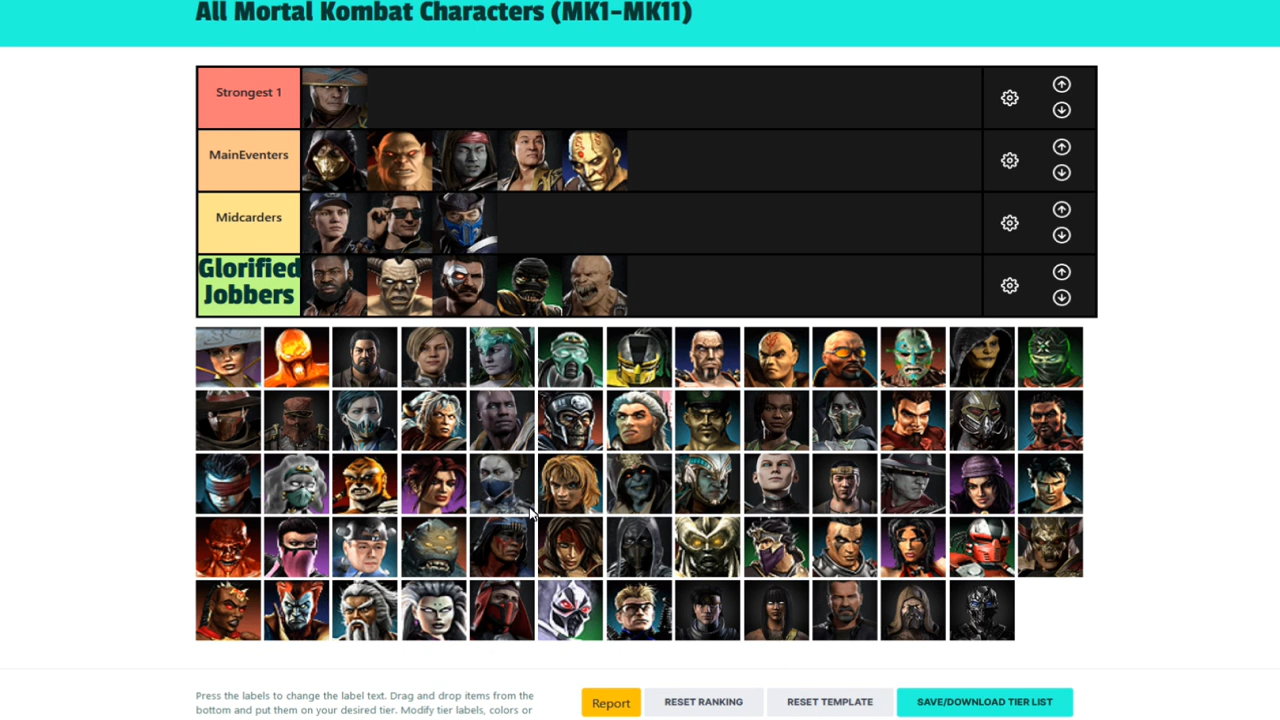 All Mortal Kombat Characters (MK1-MK11)
Strongest 1
MainEventers
Midcarders
Glorified
Jobbers
Press the labels to change the label text. Drag and drop items from the
bottom and put them on your desired tier. Modify tier labels, colors or
Report
RESET RANKING
RESET TEMPLATE
SAVE/DOWNLOAD TIER LIST